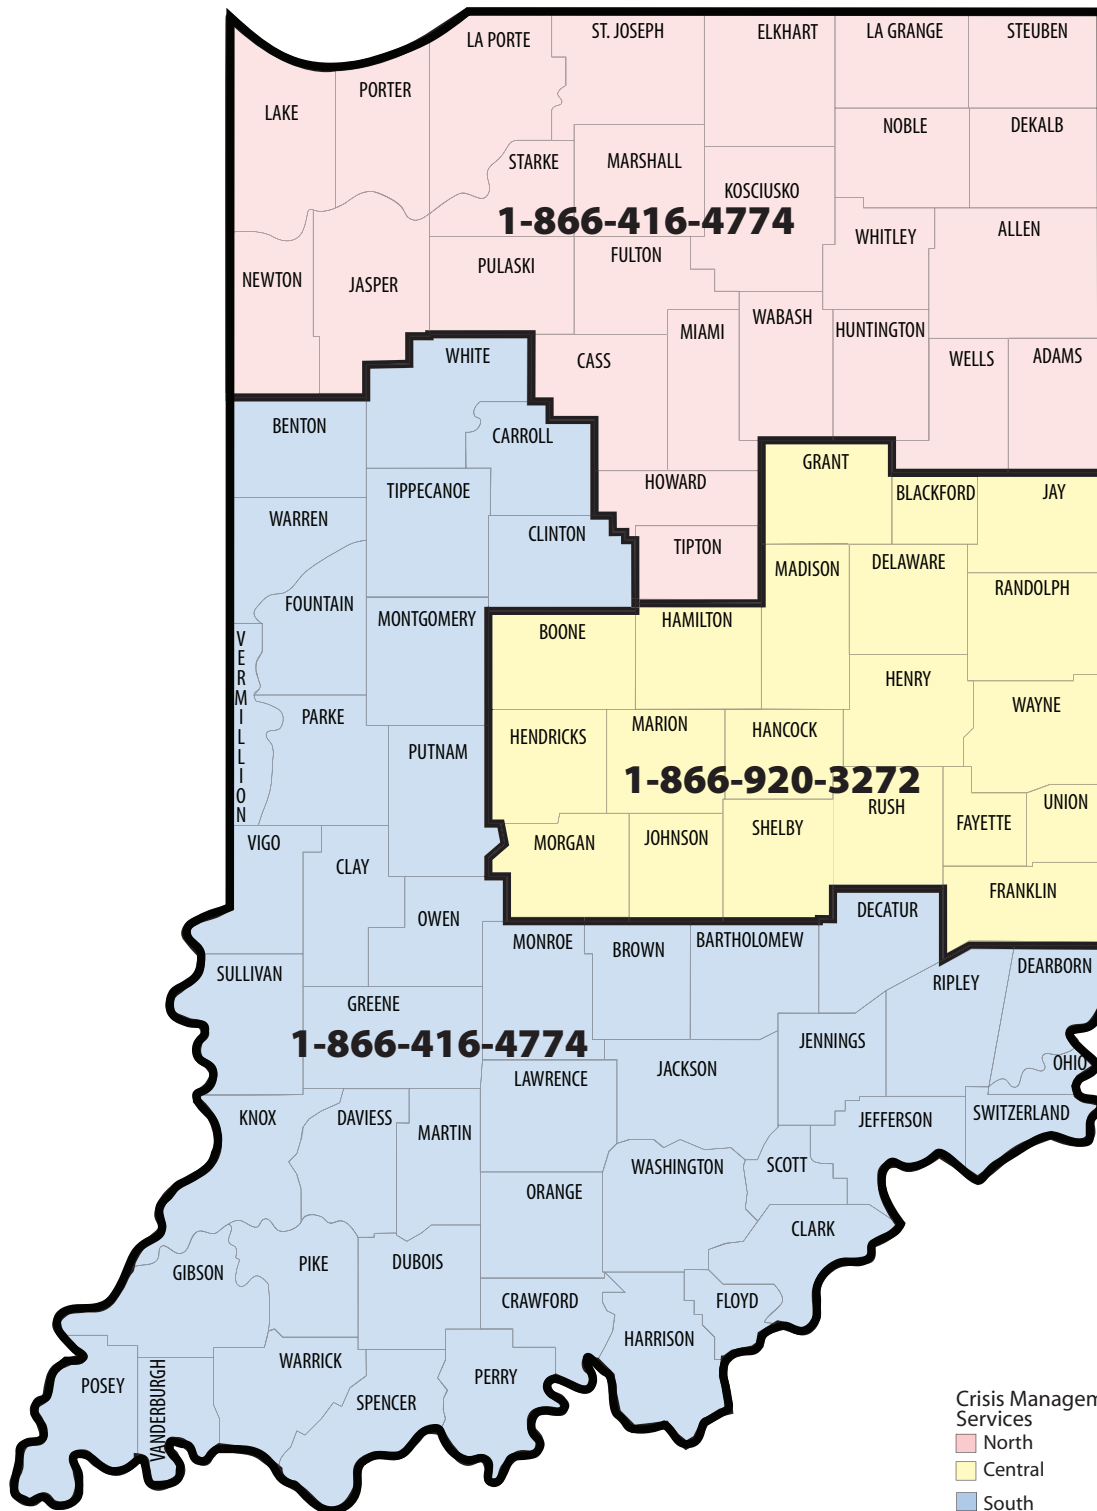 LA PORTE
ST. JOSEPH
ELKHART
LA GRANGE
STEUBEN
LAKE
PORTER
NOBLE
DEKALB
STARKE
MARSHALL
KOSCIUSKO
1-866-416-4774
WHITLEY
ALLEN
NEWTON
JASPER
PULASKI
FULTON
MIAMI
WABASH
HUNTINGTON
WHITE
CASS
WELLS
ADAMS
BENTON
CARROLL
GRANT
HOWARD
TIPPECANOE
BLACKFORD
JAY
WARREN
CLINTON
TIPTON
MADISON
DELAWARE
RANDOLPH
FOUNTAIN
MONTGOMERY
BOONE
HAMILTON
VERMILLION
HENRY
PARKE
WAYNE
PUTNAM
HENDRICKS
MARION
HANCOCK
1-866-920-3272
RUSH
UNION
FAYETTE
VIGO
CLAY
MORGAN
JOHNSON
SHELBY
FRANKLIN
OWEN
DECATUR
MONROE
BROWN
BARTHOLOMEW
SULLIVAN
RIPLEY
DEARBORN
GREENE
1-866-416-4774
JENNINGS
LAWRENCE
JACKSON
OHIO
KNOX
DAVIESS
MARTIN
JEFFERSON
SWITZERLAND
WASHINGTON
SCOTT
ORANGE
CLARK
GIBSON
PIKE
DUBOIS
CRAWFORD
FLOYD
HARRISON
WARRICK
POSEY
VANDERBURGH
PERRY
SPENCER
Crisis Managem
Services
North
Central
South